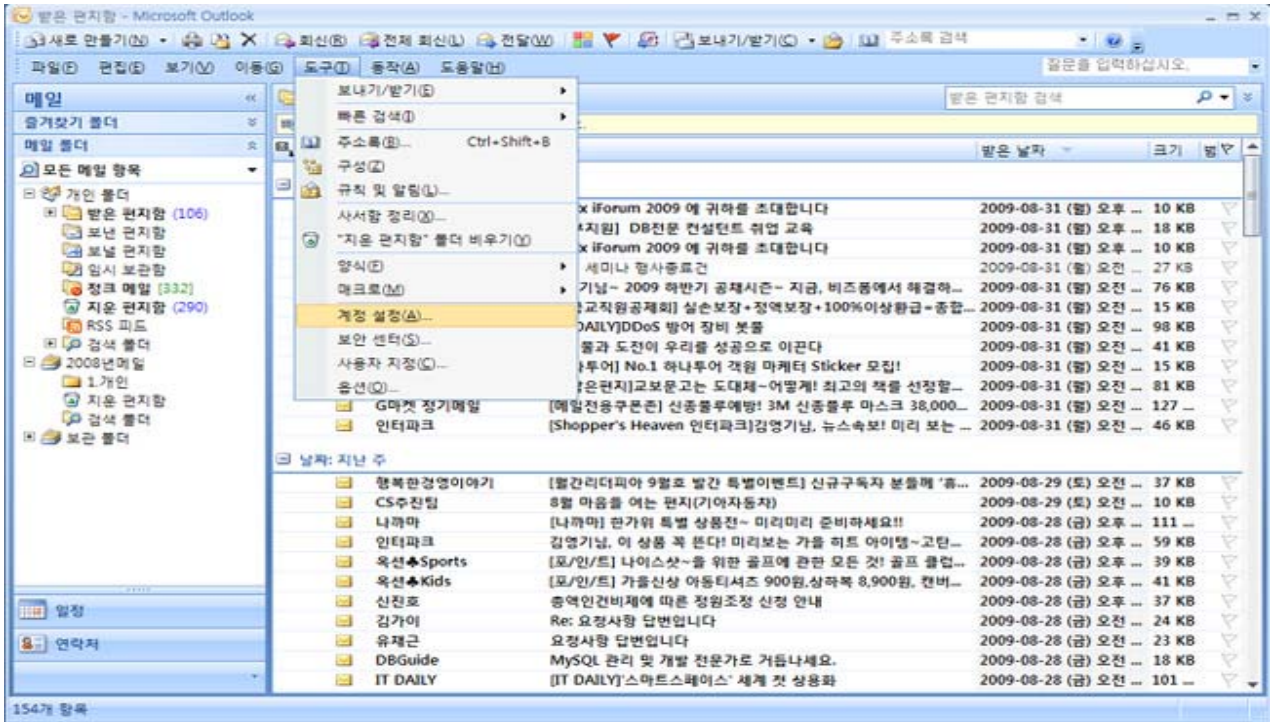 받은 편지함 - Microsoft Outlook
새로 만들기(N) 회신(R) 전체 회신(L) 전달(W) 보내기/받기(C) 주소록 검색
파일(F) 편집(E) 보기(V) 이동(G) 도구(T) 동작(A) 도움말(H) 질문을 입력하십시오.
메일
받은 편지함 검색
즐겨찾기 폴더
메일 폴더
모든 메일 항목
개인 폴더
받은 편지함 (106)
보낸 편지함
보낼 편지함
임시 보관함
정크 메일 [332]
지운 편지함 (290)
RSS 피드
검색 폴더
2008년메일
1.개인
지운 편지함
검색 폴더
보관 폴더
일정
연락처
154개 항목
보내기/받기(E)
빠른 검색(I)
주소록(B)... Ctrl+Shift+B
구성(Z)
규칙 및 알림(L)...
사서함 정리(X)...
"지운 편지함" 폴더 비우기(Y)
양식(F)
매크로(M)
계정 설정(A)...
보안 센터(S)...
사용자 지정(C)...
옵션(O)...
받은 날짜 크기 범
x iForum 2009 에 귀하를 초대합니다 2009-08-31 (월) 오후 ... 10 KB
지원] DB전문 컨설턴트 취업 교육 2009-08-31 (월) 오후 ... 18 KB
x iForum 2009 에 귀하를 초대합니다 2009-08-31 (월) 오후 ... 10 KB
세미나 행사종료건 2009-08-31 (월) 오전 ... 27 KB
기님~ 2009 하반기 공채시즌~ 지금, 비즈폼에서 해결하... 2009-08-31 (월) 오전 ... 76 KB
교직원공제회] 실손보장+정액보장+100%이상환급=종합... 2009-08-31 (월) 오전 ... 15 KB
DAILY]DDoS 방어 장비 봇물 2009-08-31 (월) 오전 ... 98 KB
물과 도전이 우리를 성공으로 이끈다 2009-08-31 (월) 오전 ... 41 KB
투어] No.1 하나투어 객원 마케터 Sticker 모집! 2009-08-31 (월) 오전 ... 15 KB
은편지]교보문고는 도대체~어떻게! 최고의 책을 선정할... 2009-08-31 (월) 오전 ... 81 KB
G마켓 정기메일 [메일전용쿠폰존] 신종플루예방! 3M 신종플루 마스크 38,000... 2009-08-31 (월) 오전 ... 127 ...
인터파크 [Shopper's Heaven 인터파크]김영기님, 뉴스속보! 미리 보는 ... 2009-08-31 (월) 오전 ... 46 KB
날짜: 지난 주
행복한경영이야기 [월간리더피아 9월호 발간 특별이벤트] 신규구독자 분들께 '휴... 2009-08-29 (토) 오전 ... 37 KB
CS추진팀 8월 마음을 여는 편지(기아자동차) 2009-08-29 (토) 오전 ... 10 KB
나까마 [나까마] 한가위 특별 상품전~ 미리미리 준비하세요!! 2009-08-28 (금) 오후 ... 111 ...
인터파크 김영기님, 이 상품 꼭 뜬다! 미리보는 가을 히트 아이템~고탄... 2009-08-28 (금) 오후 ... 59 KB
옥션♣Sports [포/인/트] 나이스샷~을 위한 골프에 관한 모든 것! 골프 클럽... 2009-08-28 (금) 오후 ... 39 KB
옥션♣Kids [포/인/트] 가을신상 아동티셔츠 900원,상하복 8,900원, 캔버... 2009-08-28 (금) 오후 ... 41 KB
신진호 총액인건비제에 따른 정원조정 신청 안내 2009-08-28 (금) 오후 ... 37 KB
김가이 Re: 요청사항 답변입니다 2009-08-28 (금) 오전 ... 24 KB
유재근 요청사항 답변입니다 2009-08-28 (금) 오전 ... 23 KB
DBGuide MySQL 관리 및 개발 전문가로 거듭나세요. 2009-08-28 (금) 오전 ... 18 KB
IT DAILY [IT DAILY]'스마트스페이스' 세계 첫 상용화 2009-08-28 (금) 오전 ... 101 ...